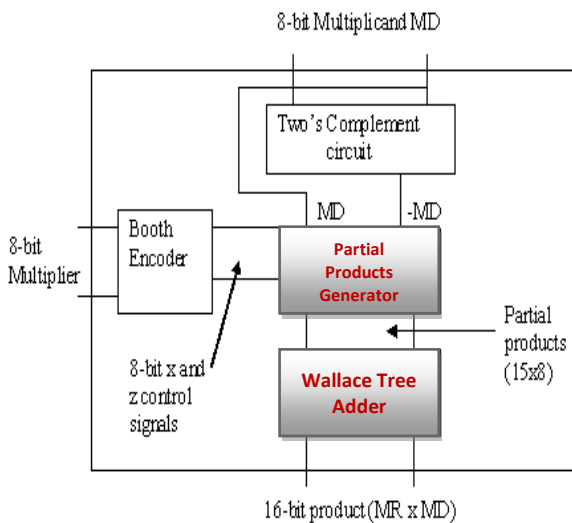 8-bit Multiplicand MD
Two's Complement
circuit
MD
-MD
8-bit
Multiplier
Booth
Encoder
Partial
Products
Generator
Partial
products
(15x8)
8-bit x and
z control
signals
Wallace Tree
Adder
16-bit product (MR x MD)